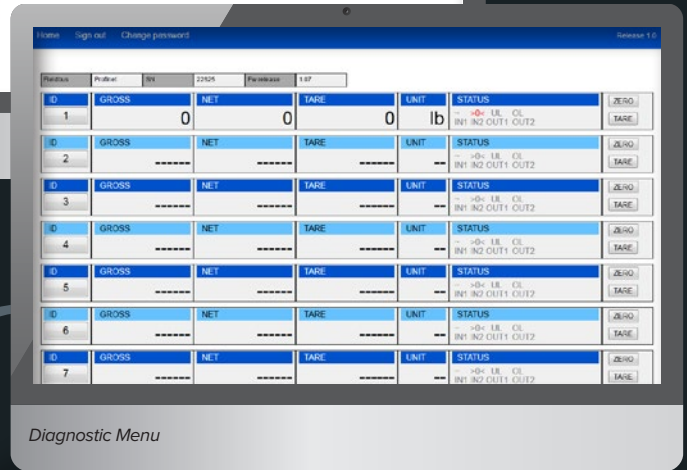 Home Sign out Change password Release 1.0
Fieldbus Profinet SN 22525 Fw release 1.07
ID GROSS NET TARE UNIT STATUS ZERO
1 0 0 0 lb ~ >0< UL OL
IN1 IN2 OUT1 OUT2 TARE
ID GROSS NET TARE UNIT STATUS ZERO
2 ------ ------ ------ -- ~ >0< UL OL
IN1 IN2 OUT1 OUT2 TARE
ID GROSS NET TARE UNIT STATUS ZERO
3 ------ ------ ------ -- ~ >0< UL OL
IN1 IN2 OUT1 OUT2 TARE
ID GROSS NET TARE UNIT STATUS ZERO
4 ------ ------ ------ -- ~ >0< UL OL
IN1 IN2 OUT1 OUT2 TARE
ID GROSS NET TARE UNIT STATUS ZERO
5 ------ ------ ------ -- ~ >0< UL OL
IN1 IN2 OUT1 OUT2 TARE
ID GROSS NET TARE UNIT STATUS ZERO
6 ------ ------ ------ -- ~ >0< UL OL
IN1 IN2 OUT1 OUT2 TARE
ID GROSS NET TARE UNIT STATUS ZERO
7 ------ ------ ------ -- ~ >0< UL OL
IN1 IN2 OUT1 OUT2 TARE
Diagnostic Menu